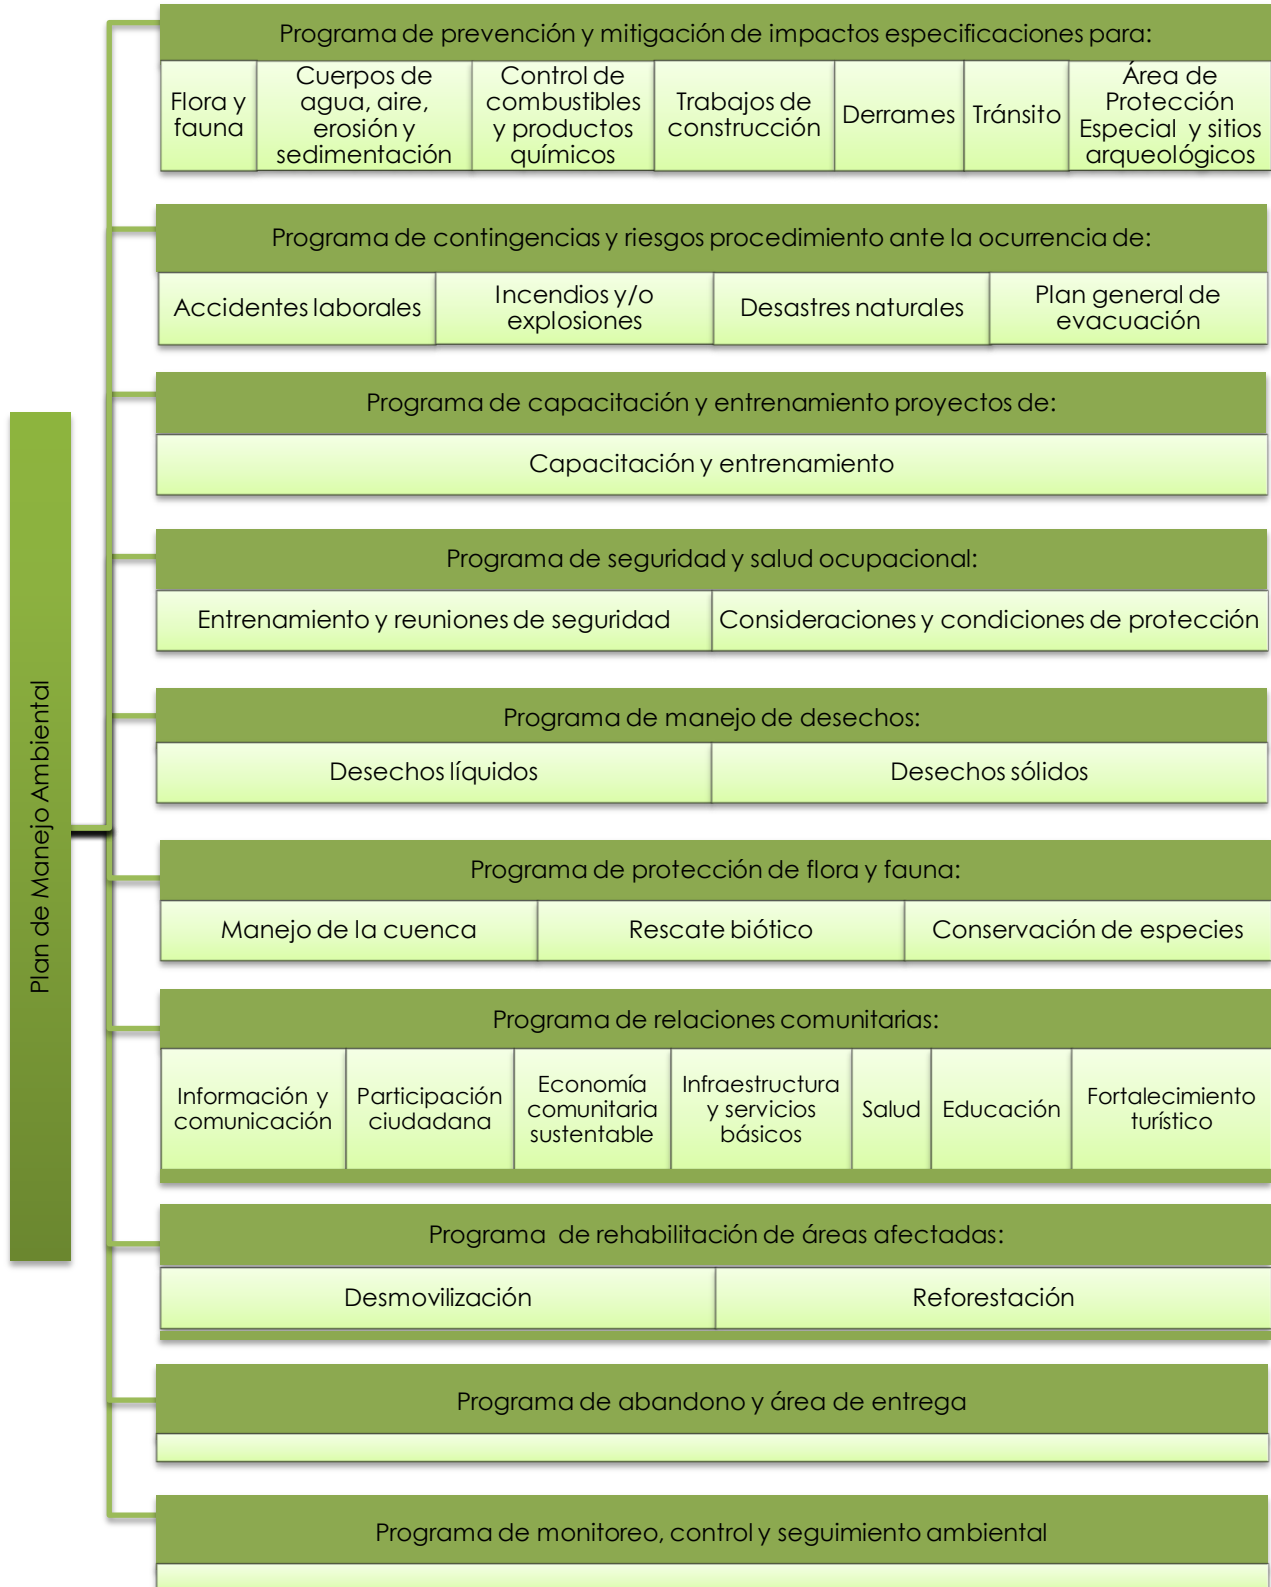 Plan de Manejo Ambiental
Programa de prevención y mitigación de impactos especificaciones para:
Flora y
fauna
Cuerpos de
agua, aire,
erosión y
sedimentación
Control de
combustibles
y productos
químicos
Trabajos de
construcción
Derrames
Tránsito
Área de
Protección
Especial y sitios
arqueológicos
Programa de contingencias y riesgos procedimiento ante la ocurrencia de:
Accidentes laborales
Incendios y/o
explosiones
Desastres naturales
Plan general de
evacuación
Programa de capacitación y entrenamiento proyectos de:
Capacitación y entrenamiento
Programa de seguridad y salud ocupacional:
Entrenamiento y reuniones de seguridad
Consideraciones y condiciones de protección
Programa de manejo de desechos:
Desechos líquidos
Desechos sólidos
Programa de protección de flora y fauna:
Manejo de la cuenca
Rescate biótico
Conservación de especies
Programa de relaciones comunitarias:
Información y
comunicación
Participación
ciudadana
Economía
comunitaria
sustentable
Infraestructura
y servicios
básicos
Salud
Educación
Fortalecimiento
turístico
Programa de rehabilitación de áreas afectadas:
Desmovilización
Reforestación
Programa de abandono y área de entrega
Programa de monitoreo, control y seguimiento ambiental